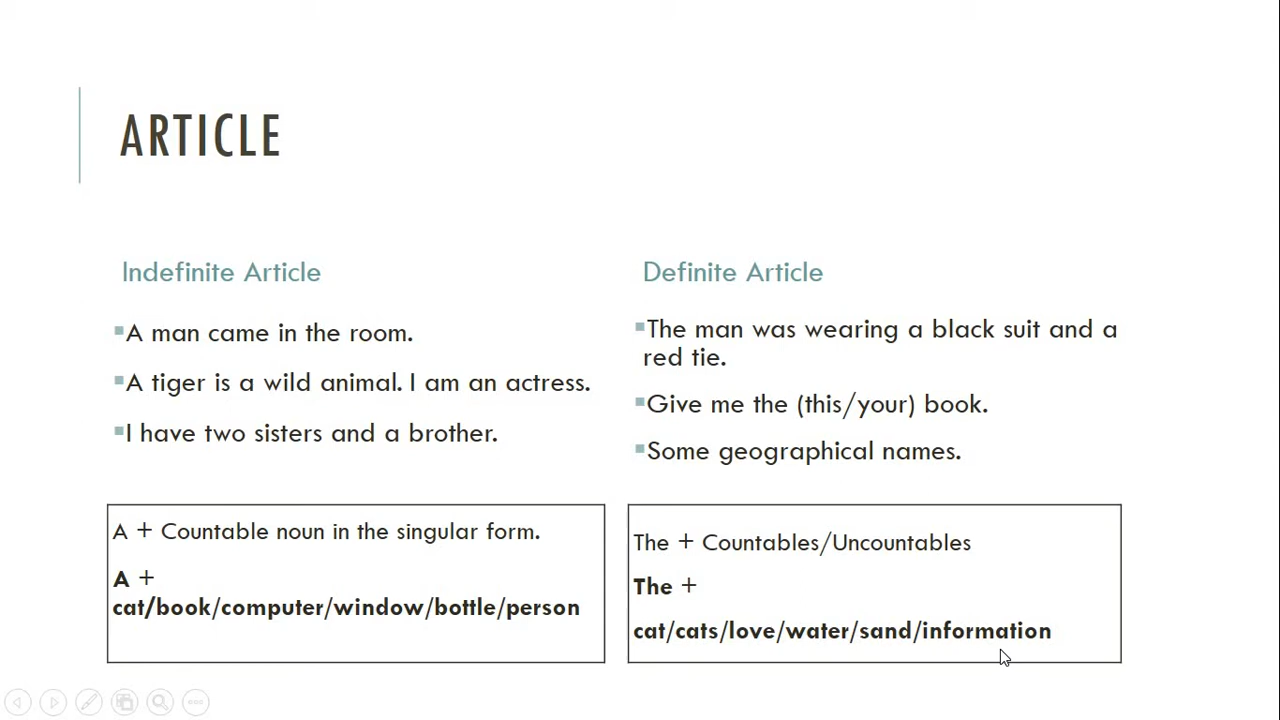 ARTICLE
Indefinite Article
A man came in the room.
A tiger is a wild animal. I am an actress.
I have two sisters and a brother.
A + Countable noun in the singular form.
A +
cat/book/computer/window/bottle/person
Definite Article
The man was wearing a black suit and a
red tie.
Give me the (this/your) book.
Some geographical names.
The + Countables/Uncountables
The +
cat/cats/love/water/sand/information